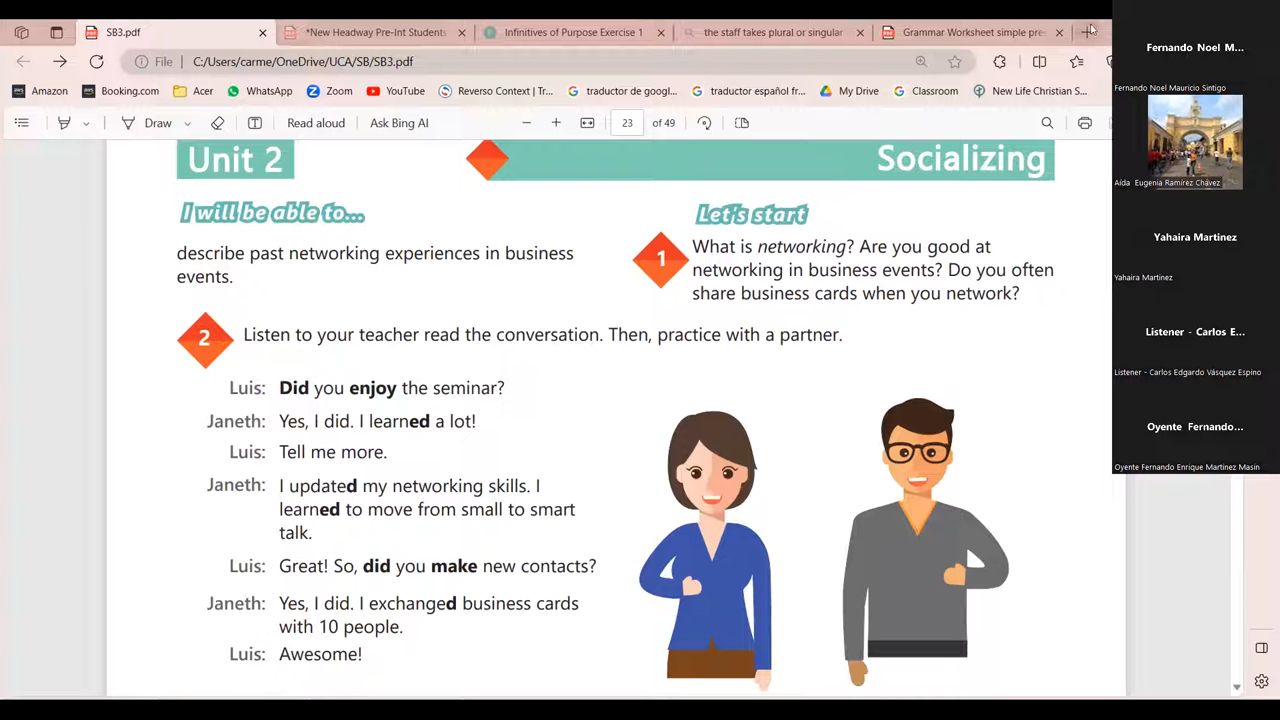 SB3.pdf
*New Headway Pre-Int Students
Infinitives of Purpose Exercise 1
the staff takes plural or singular
Grammar Worksheet simple pre
File
C:/Users/carme/OneDrive/UCA/SB/SB3.pdf
Amazon
Booking.com
Acer
WhatsApp
Zoom
YouTube
Reverso Context | Tr...
traductor de googl...
traductor español fr...
My Drive
Classroom
New Life Christian S...
Draw
Read aloud
Ask Bing AI
23
of 49
Unit 2
Socializing
I will be able to...
describe past networking experiences in business
events.
Let's start
1
What is networking? Are you good at
networking in business events? Do you often
share business cards when you network?
2
Listen to your teacher read the conversation. Then, practice with a partner.
Luis: Did you enjoy the seminar?
Janeth: Yes, I did. I learned a lot!
Luis: Tell me more.
Janeth: I updated my networking skills. I
learned to move from small to smart
talk.
Luis: Great! So, did you make new contacts?
Janeth: Yes, I did. I exchanged business cards
with 10 people.
Luis: Awesome!
Fernando Noel M...
Fernando Noel Mauricio Sintigo
Aída Eugenia Ramirez Chávez
Yahaira Martinez
Yahaira Martinez
Listener - Carlos E...
Listener - Carlos Edgardo Vásquez Espino
Oyente Fernando...
Oyente Fernando Enrique Martinez Masin